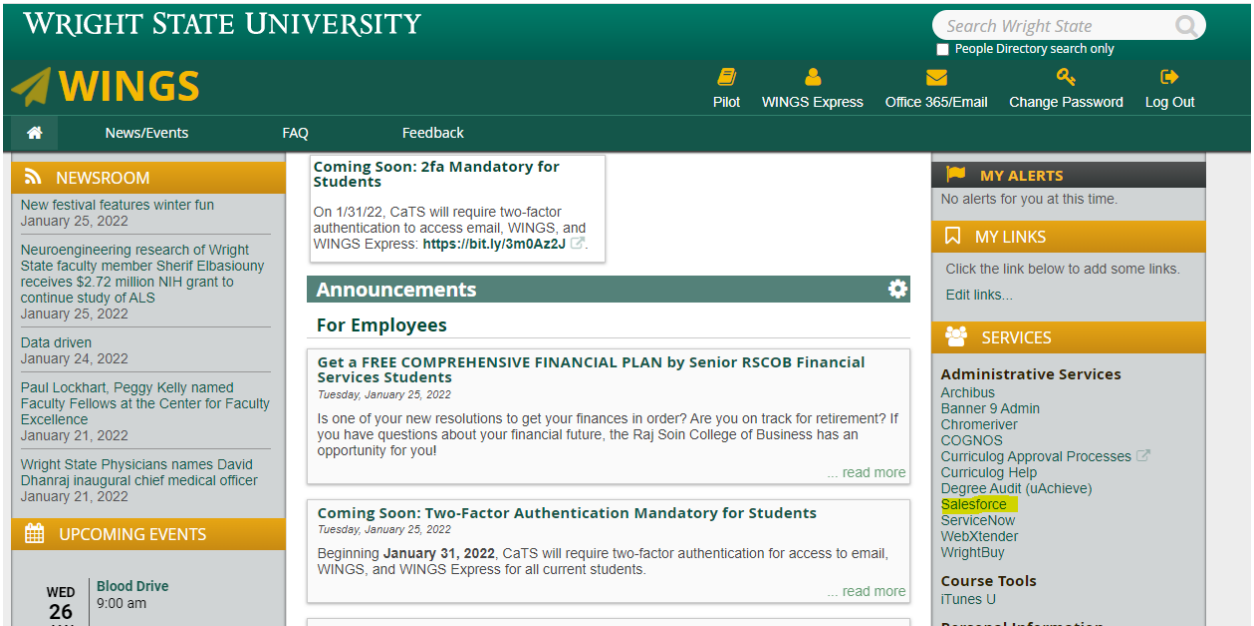 WRIGHT STATE UNIVERSITY
Search Wright State
People Directory search only
WINGS
Pilot
WINGS Express
Office 365/Email
Change Password
Log Out
News/Events
FAQ
Feedback
NEWSROOM
New festival features winter fun
January 25, 2022
Neuroengineering research of Wright
State faculty member Sherif Elbasiouny
receives $2.72 million NIH grant to
continue study of ALS
January 25, 2022
Data driven
January 24, 2022
Paul Lockhart, Peggy Kelly named
Faculty Fellows at the Center for Faculty
Excellence
January 21, 2022
Wright State Physicians names David
Dhanraj inaugural chief medical officer
January 21, 2022
UPCOMING EVENTS
WED
26
Blood Drive
9:00 am
Coming Soon: 2fa Mandatory for
Students
On 1/31/22, CaTS will require two-factor
authentication to access email, WINGS, and
WINGS Express: https://bit.ly/3m0Az2J.
Announcements
For Employees
Get a FREE COMPREHENSIVE FINANCIAL PLAN by Senior RSCOB Financial
Services Students
Tuesday, January 25, 2022
Is one of your new resolutions to get your finances in order? Are you on track for retirement? If
you have questions about your financial future, the Raj Soin College of Business has an
opportunity for you!
... read more
Coming Soon: Two-Factor Authentication Mandatory for Students
Tuesday, January 25, 2022
Beginning January 31, 2022, CaTS will require two-factor authentication for access to email,
WINGS, and WINGS Express for all current students.
... read more
MY ALERTS
No alerts for you at this time.
MY LINKS
Click the link below to add some links.
Edit links...
SERVICES
Administrative Services
Archibus
Banner 9 Admin
Chromeriver
COGNOS
Curriculog Approval Processes
Curriculog Help
Degree Audit (uAchieve)
Salesforce
ServiceNow
WebXtender
WrightBuy
Course Tools
iTunes U
Personal Information